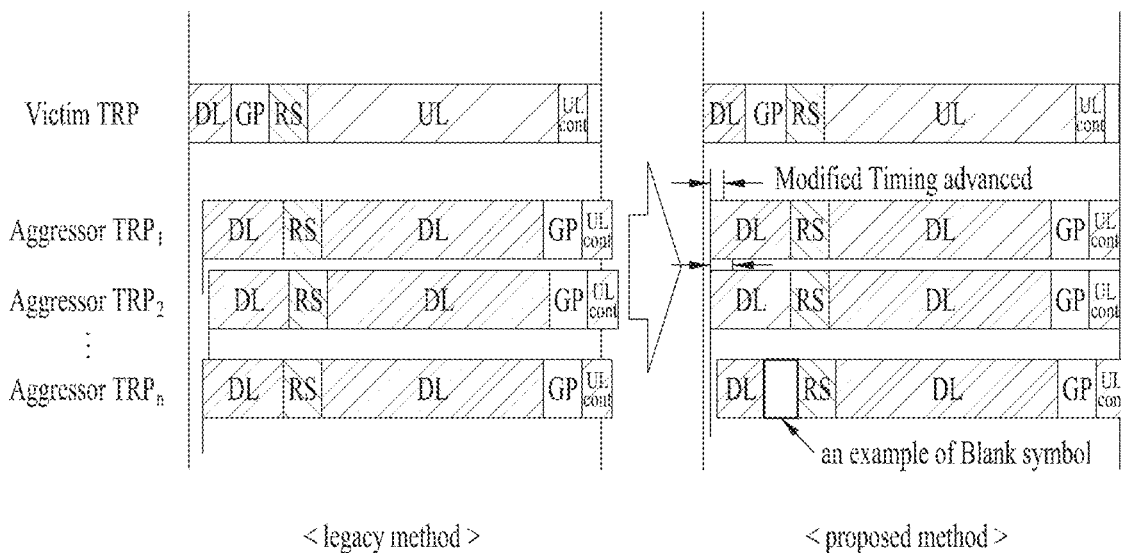 Victim TRP DL GP RS UL UL cont DL GP RS UL UL cont
Modified Timing advanced
Aggressor TRP1 DL RS DL GP UL cont DL RS DL GP UL cont
Aggressor TRP2 DL RS DL GP UL cont DL RS DL GP UL cont
⋮
Aggressor TRPn DL RS DL GP UL cont DL RS DL GP UL con
an example of Blank symbol
< legacy method > < proposed method >